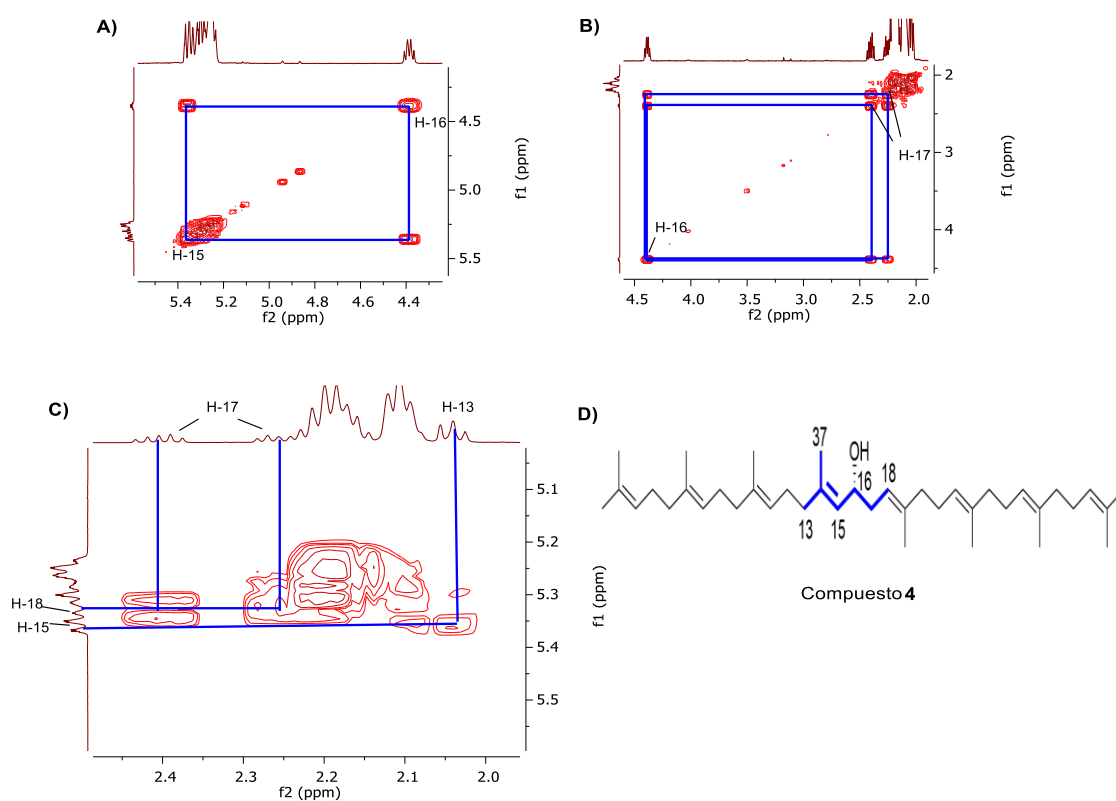 A)
H-16
4.5
5.0
5.5
f1 (ppm)
H-15
5.4 5.2 5.0 4.8 4.6 4.4
f2 (ppm)
B)
2
3
4
f1 (ppm)
H-17
H-16
4.5 4.0 3.5 3.0 2.5 2.0
f2 (ppm)
C)
H-17
H-13
5.1
5.2
5.3
5.4
5.5
f1 (ppm)
H-18
H-15
2.4 2.3 2.2 2.1 2.0
f2 (ppm)
D)
37
OH
16
18
13
15
Compuesto 4